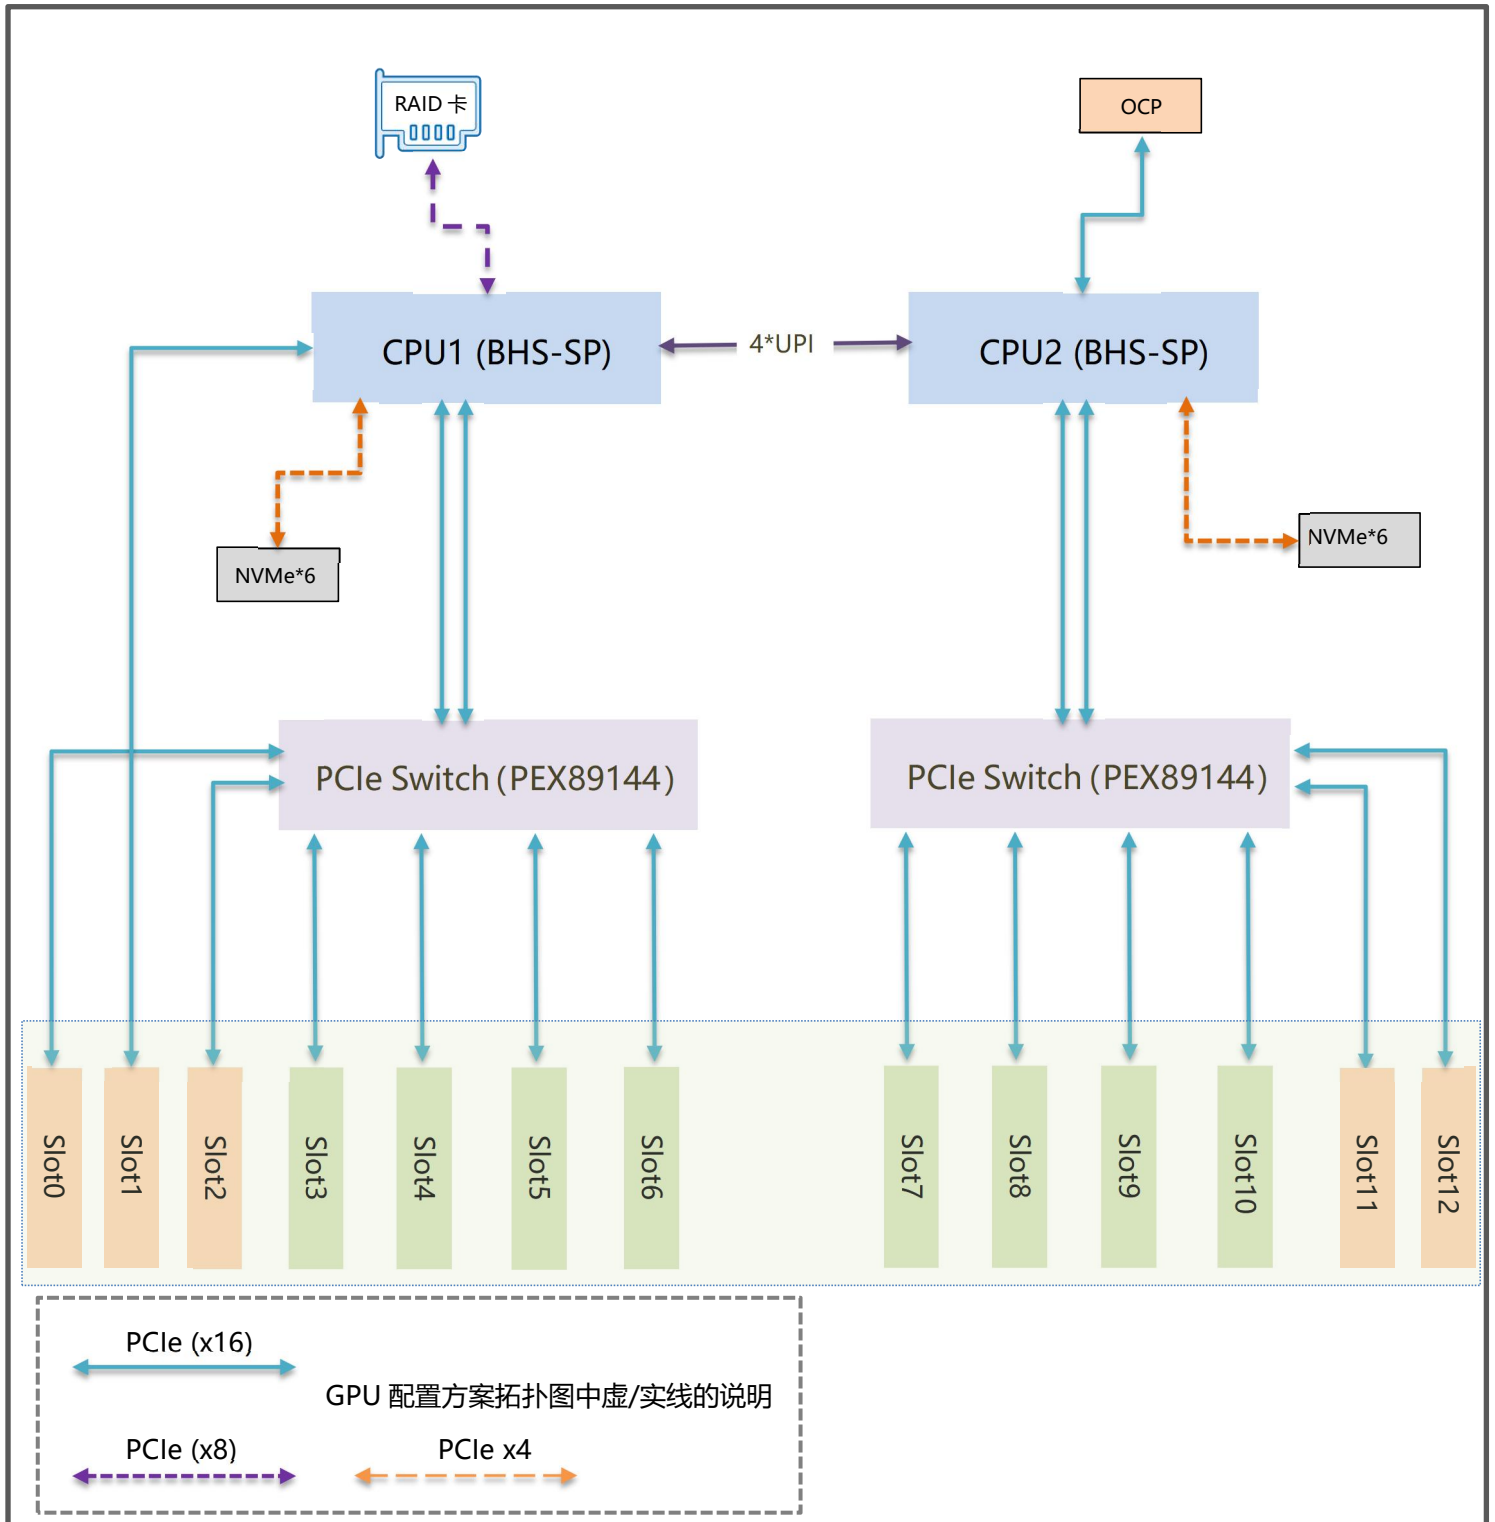 RAID 卡
OCP
CPU1 (BHS-SP)
4*UPI
CPU2 (BHS-SP)
NVMe*6
NVMe*6
PCIe Switch (PEX89144)
PCIe Switch (PEX89144)
Slot0
Slot1
Slot2
Slot3
Slot4
Slot5
Slot6
Slot7
Slot8
Slot9
Slot10
Slot11
Slot12
PCIe (x16)
GPU 配置方案拓扑图中虚/实线的说明
PCIe (x8)
PCIe x4